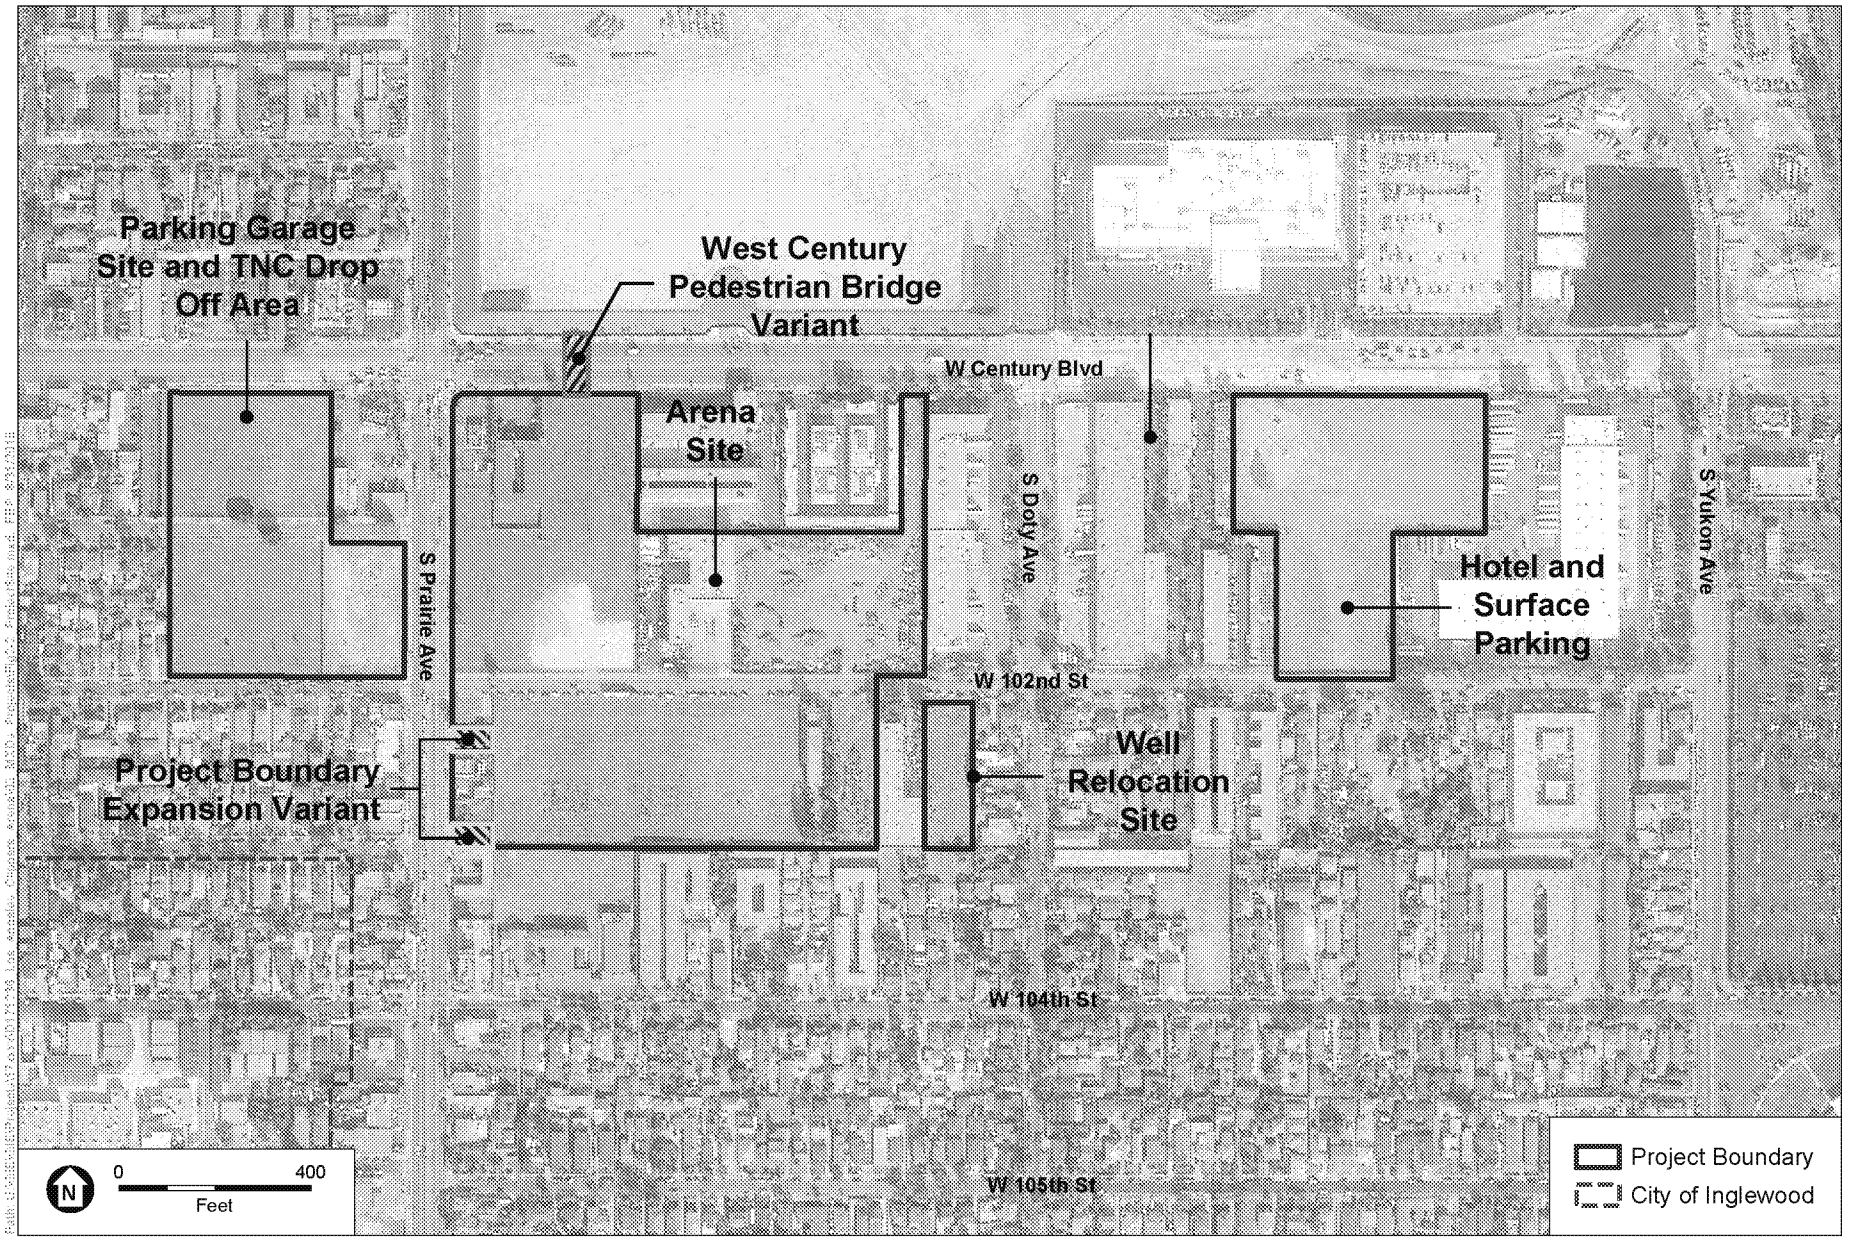 Parking Garage
Site and TNC Drop
Off Area
West Century
Pedestrian Bridge
Variant
W Century Blvd
Arena
Site
S Doty Ave
S Yukon Ave
S Prairie Ave
Hotel and
Surface
Parking
W 102nd St
Well
Relocation
Site
Project Boundary
Expansion Variant
W 104th St
W 105th St
N
0
400
Feet
Project Boundary
City of Inglewood